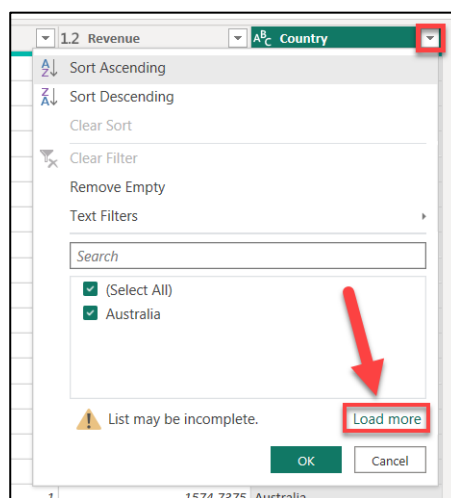 1.2 Revenue ABC Country
Sort Ascending
Sort Descending
Clear Sort
Clear Filter
Remove Empty
Text Filters
Search
(Select All)
Australia
List may be incomplete. Load more
OK Cancel
1 1574.7375 Australia